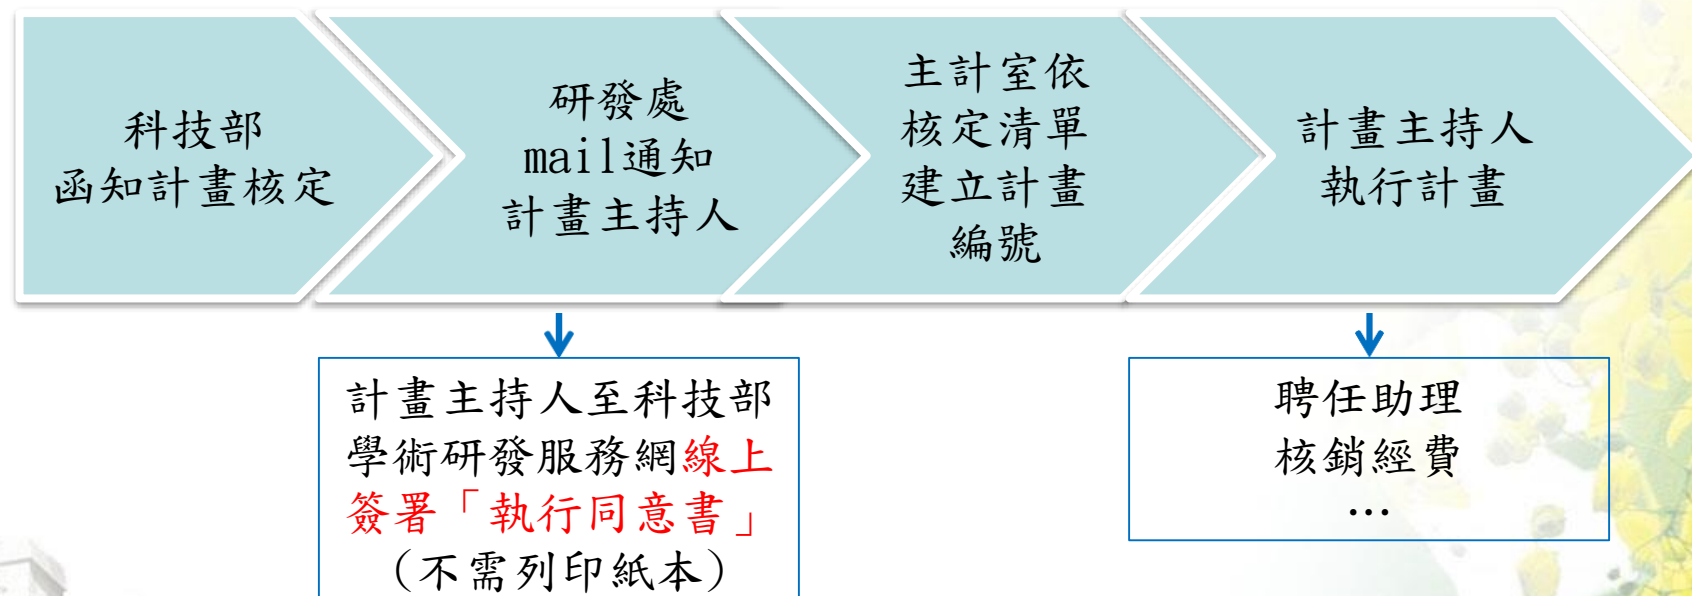 科技部
函知計畫核定
研發處
mail通知
計畫主持人
主計室依
核定清單
建立計畫
編號
計畫主持人
執行計畫
計畫主持人至科技部
學術研發服務網線上
簽署「執行同意書」
（不需列印紙本）
聘任助理
核銷經費
…